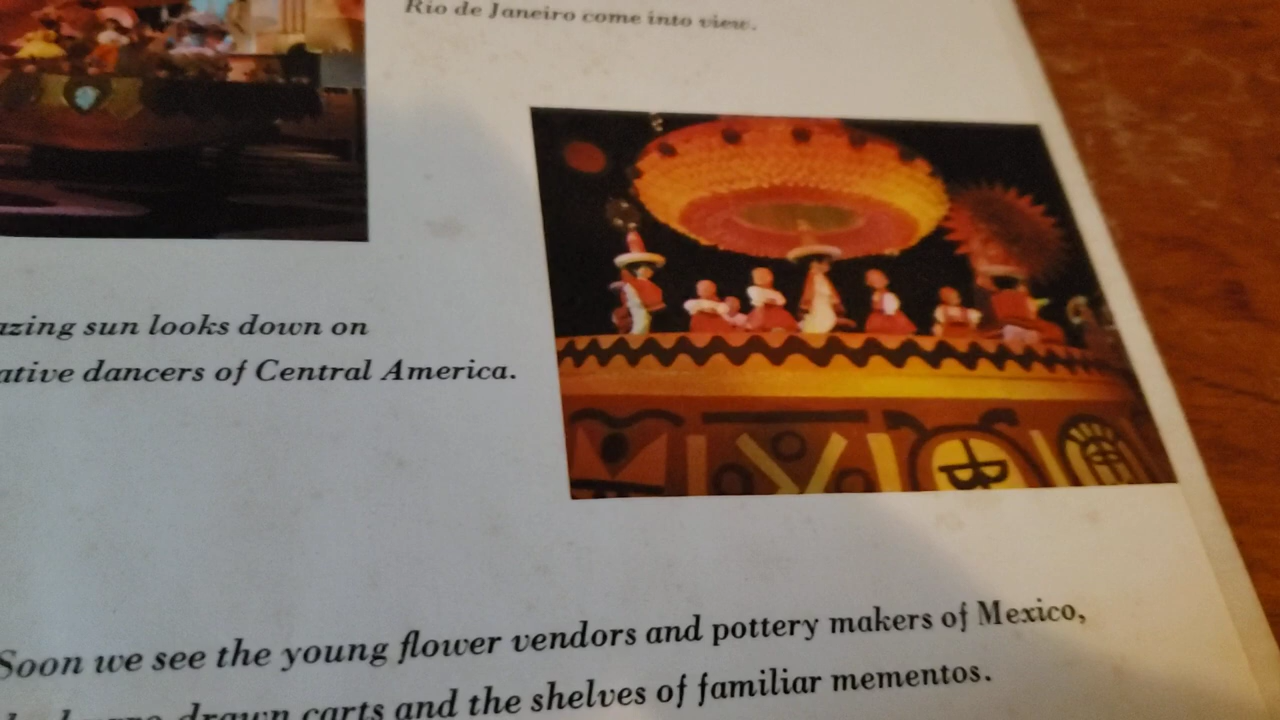 Rio de Janeiro come into view.
azing sun looks down on
ative dancers of Central America.
Soon we see the young flower vendors and pottery makers of Mexico,
drawn carts and the shelves of familiar mementos.